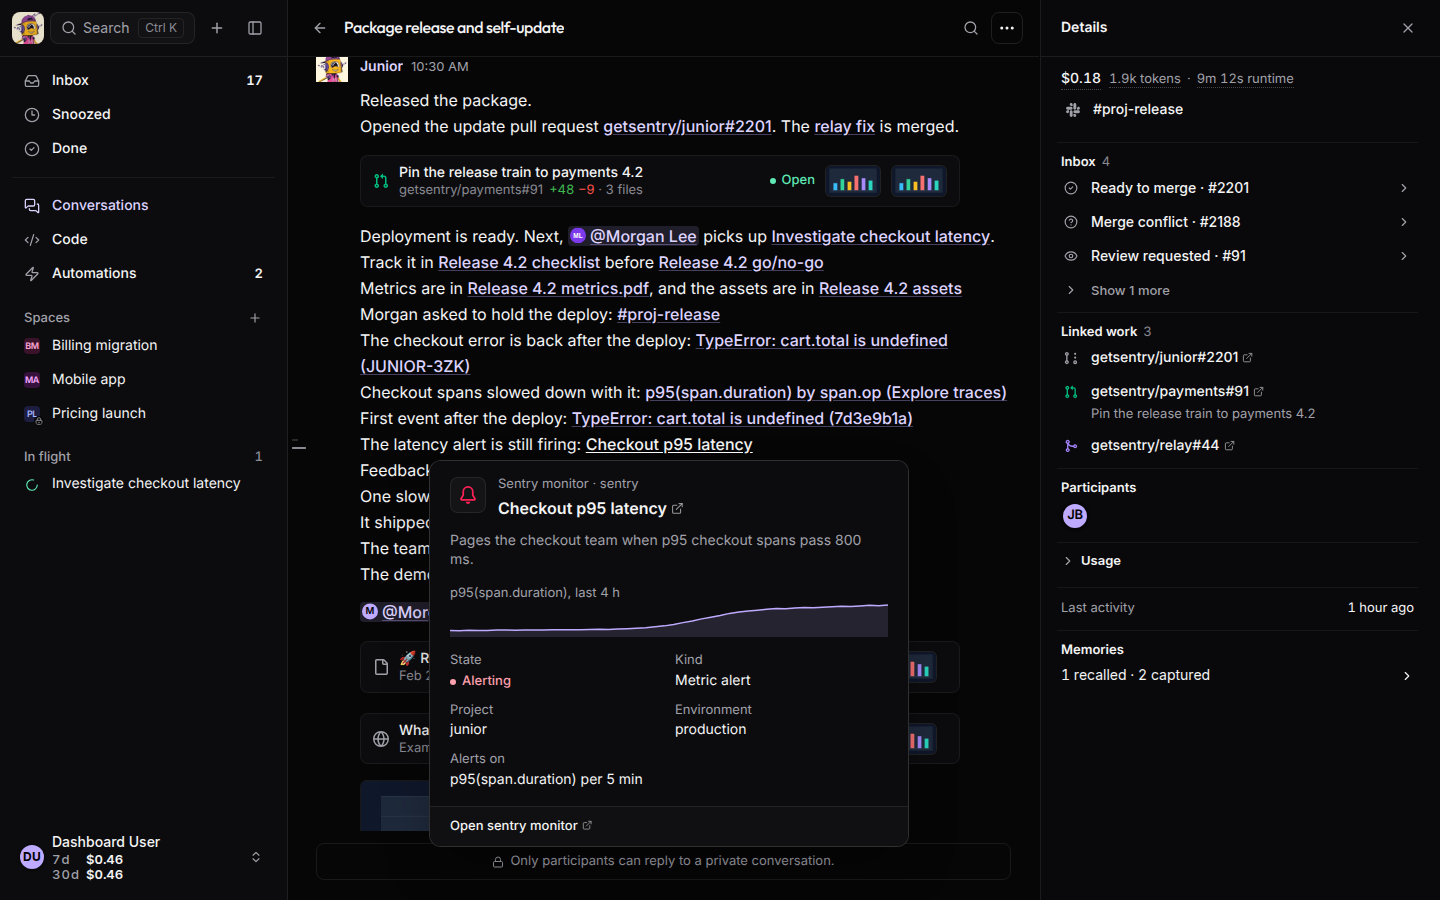 Search Ctrl K
Inbox 17
Snoozed
Done
Conversations
Code
Automations 2
Spaces
BM Billing migration
MA Mobile app
PL Pricing launch
In flight 1
Investigate checkout latency
DU Dashboard User
7d $0.46
30d $0.46
Package release and self-update
Junior 10:30 AM
Released the package.
Opened the update pull request getsentry/junior#2201. The relay fix is merged.
Pin the release train to payments 4.2
getsentry/payments#91 +48 −9 · 3 files
Open
Deployment is ready. Next, ML @Morgan Lee picks up Investigate checkout latency.
Track it in Release 4.2 checklist before Release 4.2 go/no-go
Metrics are in Release 4.2 metrics.pdf, and the assets are in Release 4.2 assets
Morgan asked to hold the deploy: #proj-release
The checkout error is back after the deploy: TypeError: cart.total is undefined
(JUNIOR-3ZK)
Checkout spans slowed down with it: p95(span.duration) by span.op (Explore traces)
First event after the deploy: TypeError: cart.total is undefined (7d3e9b1a)
The latency alert is still firing: Checkout p95 latency
Feedback
One slow
It shipped
The team
The demo
M @Mor
🚀 R
Feb 2
Wha
Exam
Sentry monitor · sentry
Checkout p95 latency
Pages the checkout team when p95 checkout spans pass 800
ms.
p95(span.duration), last 4 h
State Kind
Alerting Metric alert
Project Environment
junior production
Alerts on
p95(span.duration) per 5 min
Open sentry monitor
Only participants can reply to a private conversation.
Details
$0.18 1.9k tokens · 9m 12s runtime
#proj-release
Inbox 4
Ready to merge · #2201
Merge conflict · #2188
Review requested · #91
Show 1 more
Linked work 3
getsentry/junior#2201
getsentry/payments#91
Pin the release train to payments 4.2
getsentry/relay#44
Participants
JB
Usage
Last activity 1 hour ago
Memories
1 recalled · 2 captured